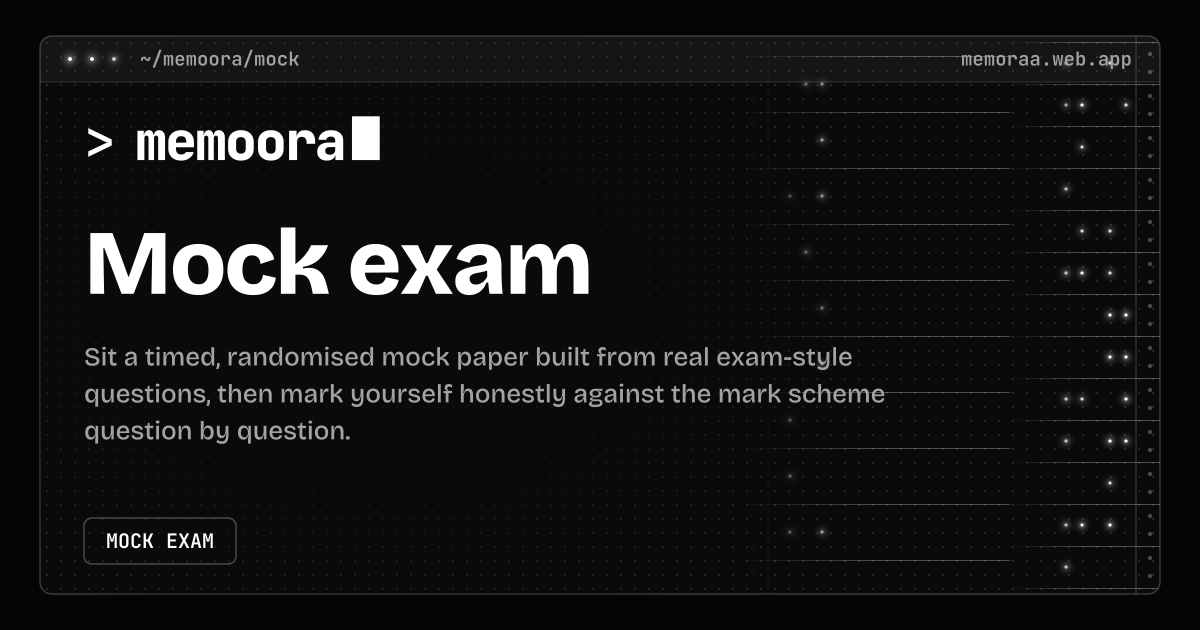 ~/memoora/mock
memoraa.web.app
> memoora
Mock exam
Sit a timed, randomised mock paper built from real exam-style
questions, then mark yourself honestly against the mark scheme
question by question.
MOCK EXAM